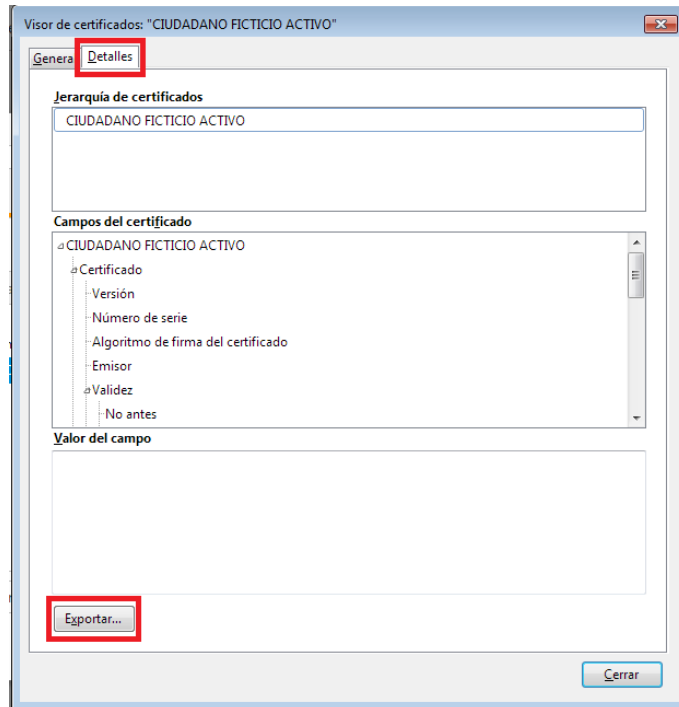 Visor de certificados: "CIUDADANO FICTICIO ACTIVO"
General Detalles
Jerarquía de certificados
CIUDADANO FICTICIO ACTIVO
Campos del certificado
CIUDADANO FICTICIO ACTIVO
Certificado
Versión
Número de serie
Algoritmo de firma del certificado
Emisor
Validez
No antes
Valor del campo
Exportar...
Cerrar